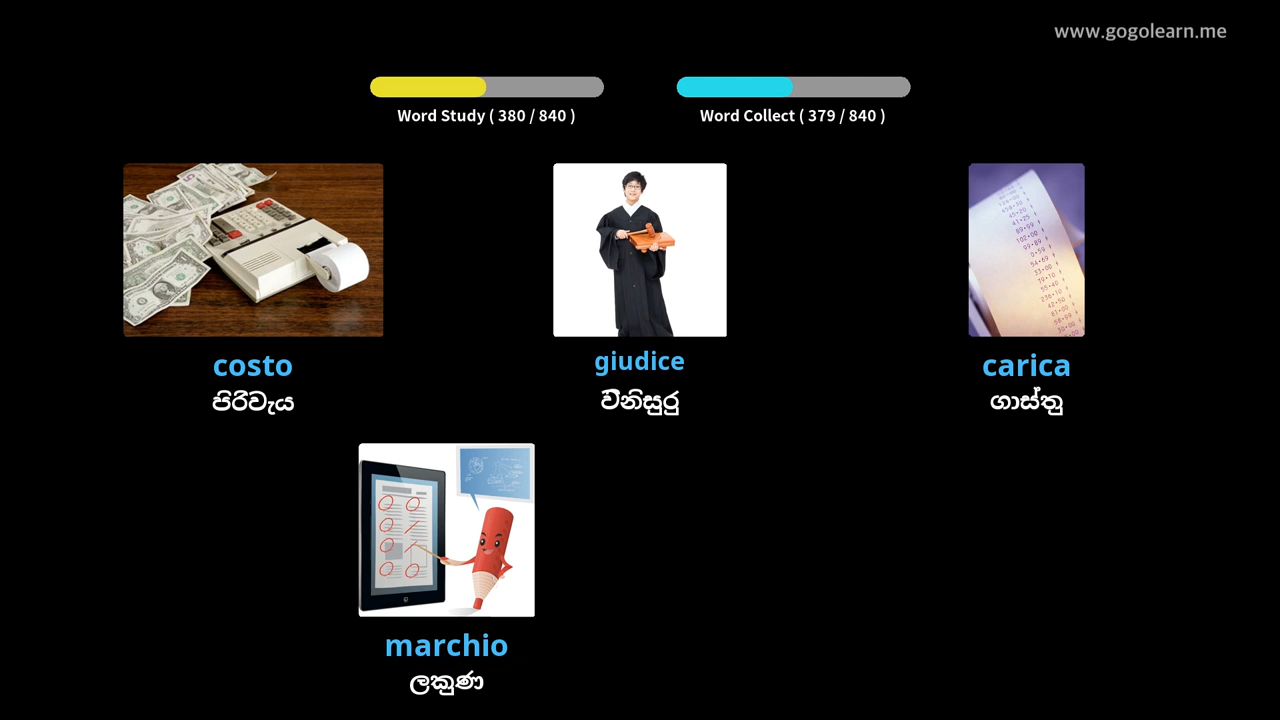 www.gogolearn.me
Word Study ( 380 / 840 )
Word Collect ( 379 / 840 )
costo
පිරිවැය
giudice
විනිසුරු
carica
ගාස්තු
marchio
ලකුණ